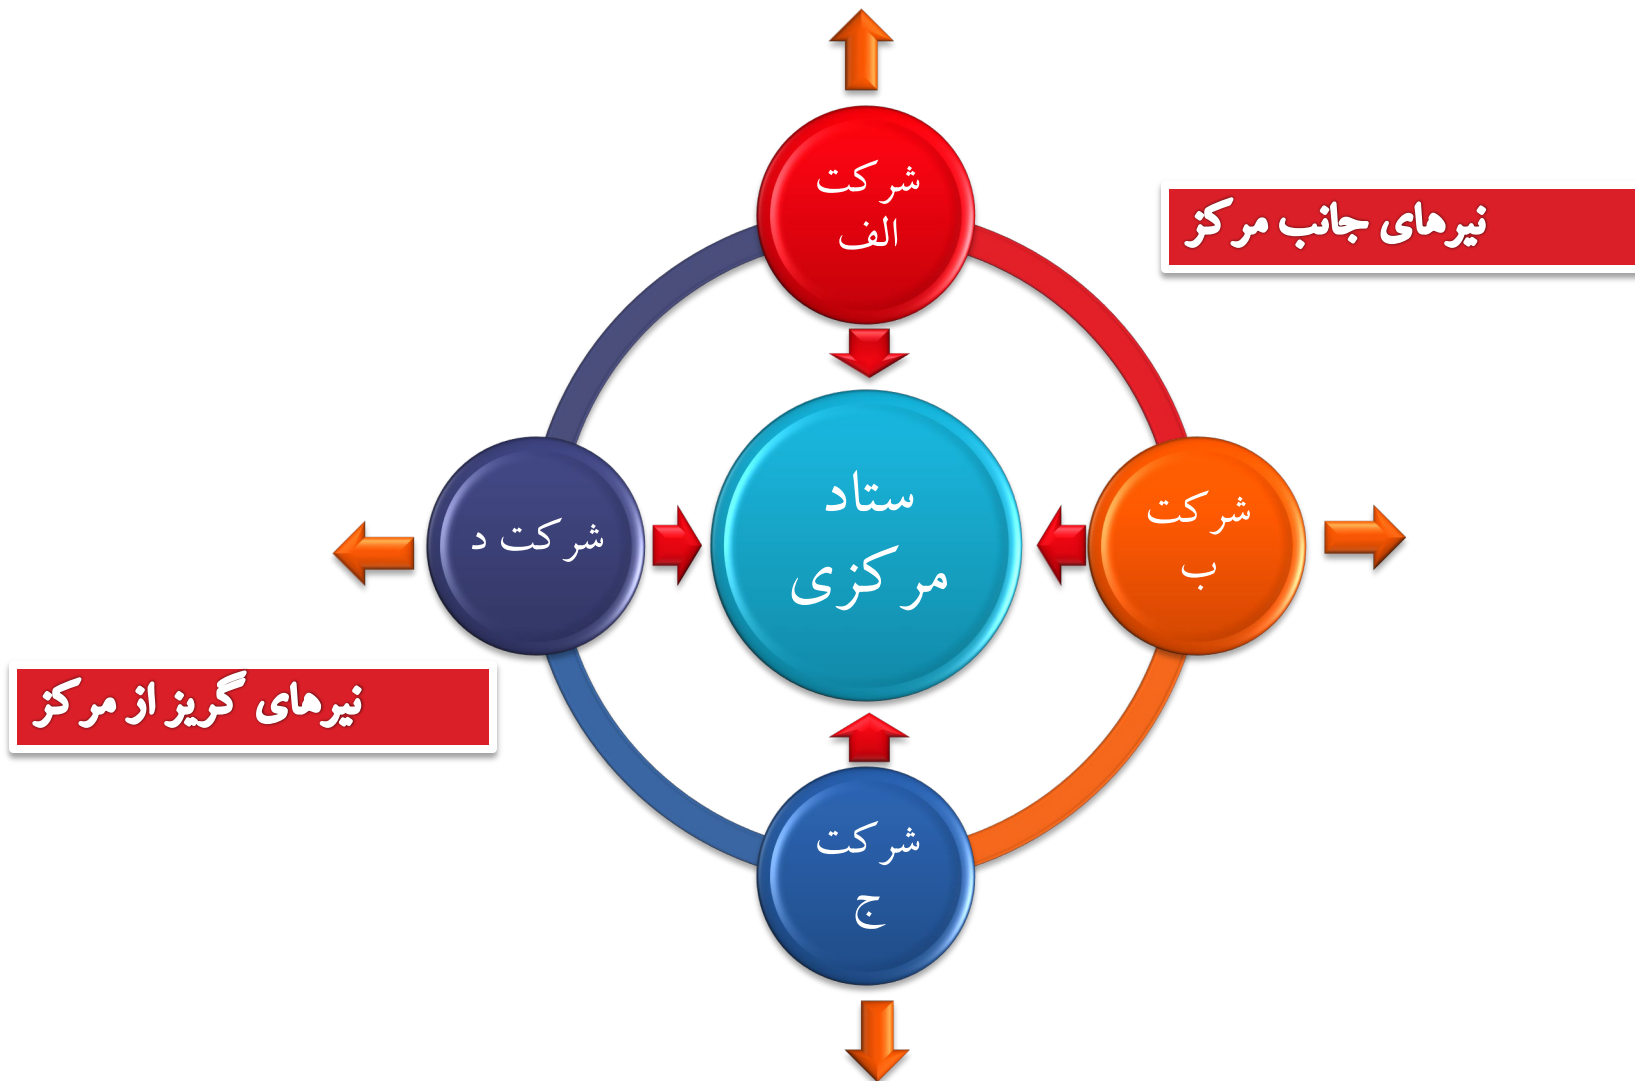 شرکت
الف
نیرهای جانب مرکز
ستاد
مرکزی
شرکت
ب
شرکت د
نیرهای گریز از مرکز
شرکت
ج